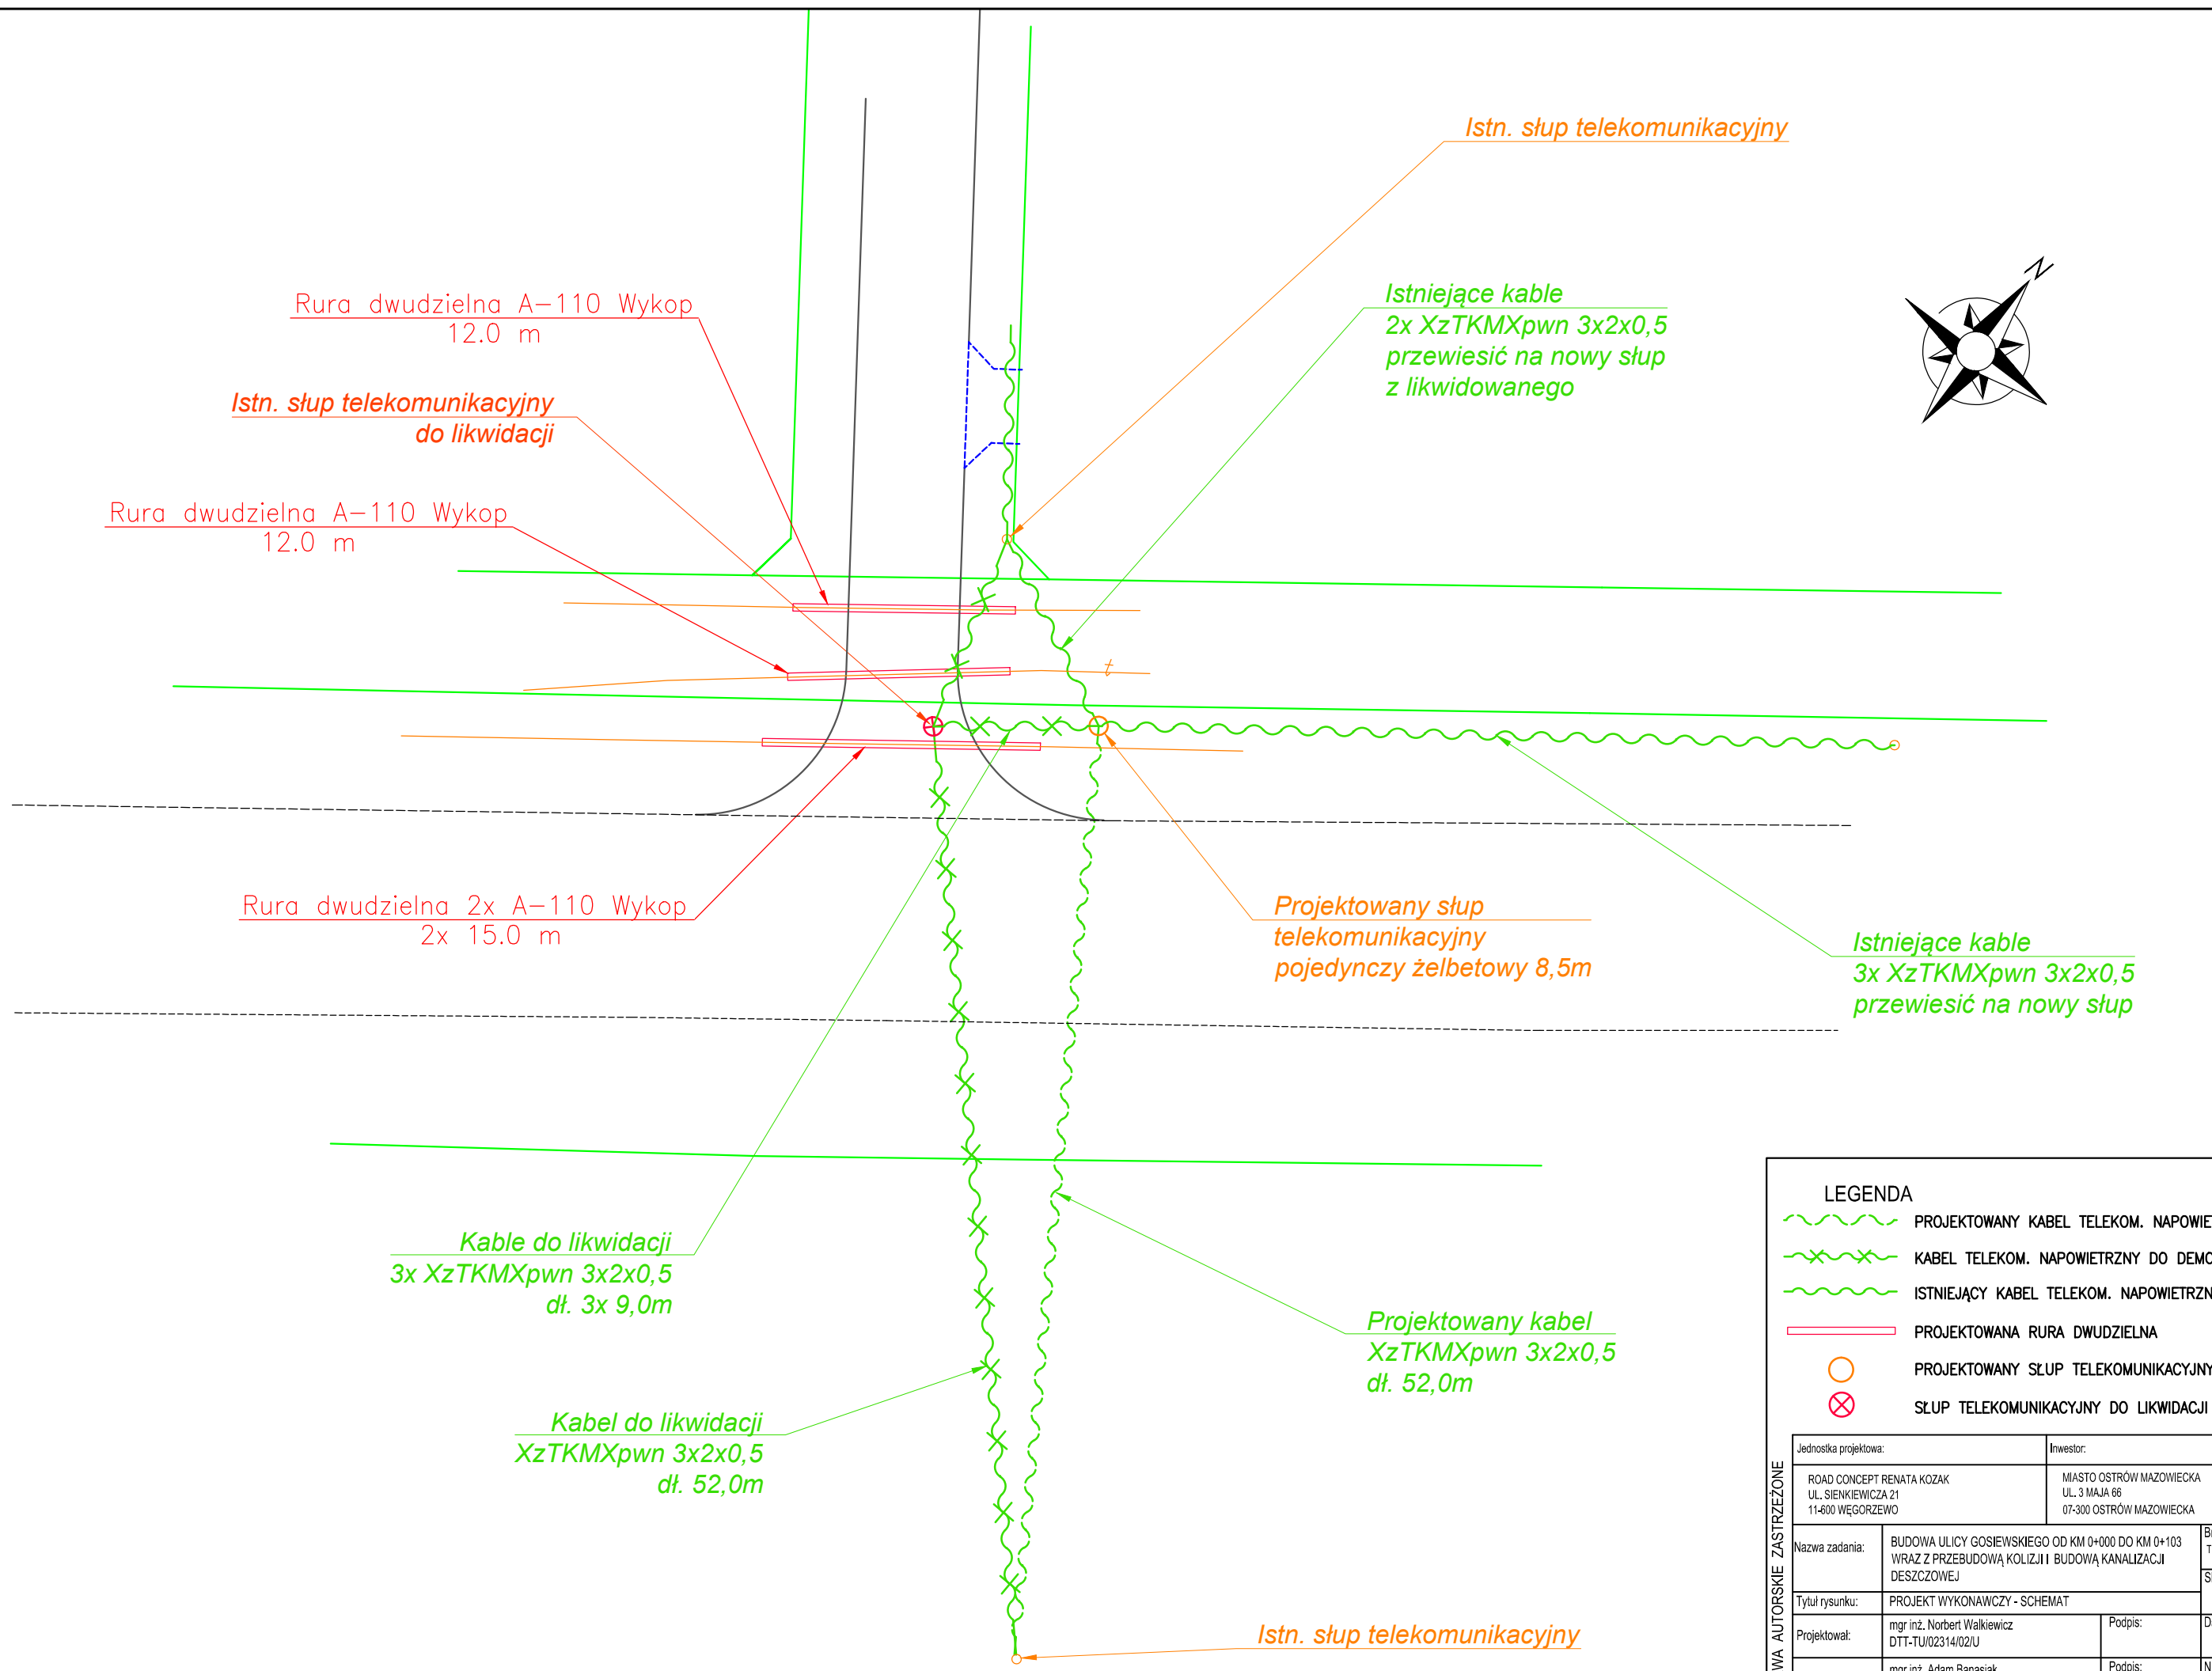 Istn. słup telekomunikacyjny
N
Rura dwudzielna A-110 Wykop
12.0 m
Istniejące kable
2x XzTKMXpwn 3x2x0,5
przewiesić na nowy słup
z likwidowanego
Istn. słup telekomunikacyjny
do likwidacji
Rura dwudzielna A-110 Wykop
12.0 m
t
Rura dwudzielna 2x A-110 Wykop
2x 15.0 m
Projektowany słup
telekomunikacyjny
pojedynczy żelbetowy 8,5m
Istniejące kable
3x XzTKMXpwn 3x2x0,5
przewiesić na nowy słup
Kable do likwidacji
3x XzTKMXpwn 3x2x0,5
dł. 3x 9,0m
Projektowany kabel
XzTKMXpwn 3x2x0,5
dł. 52,0m
Kabel do likwidacji
XzTKMXpwn 3x2x0,5
dł. 52,0m
Istn. słup telekomunikacyjny
LEGENDA
PROJEKTOWANY KABEL TELEKOM. NAPOWIE
KABEL TELEKOM. NAPOWIETRZNY DO DEMO
ISTNIEJĄCY KABEL TELEKOM. NAPOWIETRZN
PROJEKTOWANA RURA DWUDZIELNA
PROJEKTOWANY SŁUP TELEKOMUNIKACYJNY
SŁUP TELEKOMUNIKACYJNY DO LIKWIDACJI
WA AUTORSKIE ZASTRZEŻONE
Jednostka projektowa:
Inwestor:
ROAD CONCEPT RENATA KOZAK
UL. SIENKIEWICZA 21
11-600 WĘGORZEWO
MIASTO OSTRÓW MAZOWIECKA
UL. 3 MAJA 66
07-300 OSTRÓW MAZOWIECKA
Nazwa zadania:
BUDOWA ULICY GOSIEWSKIEGO OD KM 0+000 DO KM 0+103
WRAZ Z PRZEBUDOWĄ KOLIZJI I BUDOWĄ KANALIZACJI
DESZCZOWEJ
Tytuł rysunku:
PROJEKT WYKONAWCZY - SCHEMAT
Projektował:
mgr inż. Norbert Walkiewicz
DTT-TU/02314/02/U
Podpis:
mgr inż. Adam Banasiak
Podpis: